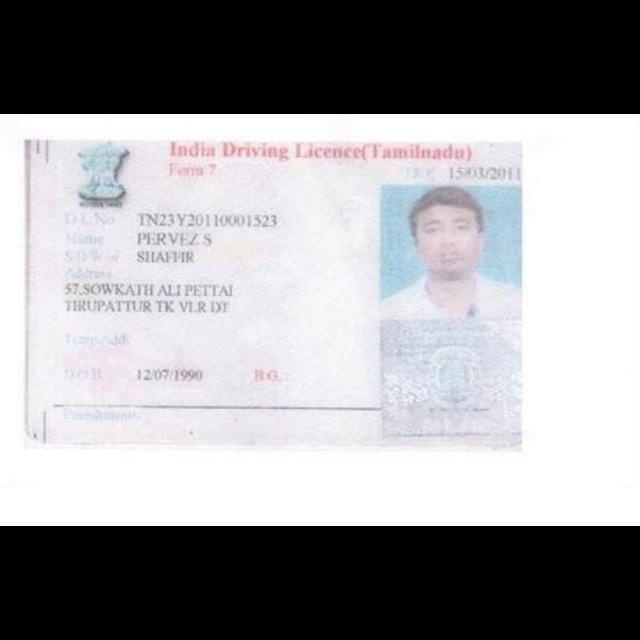 India Driving Licence(Tamilnadu)
Form 7
DOI: 15/03/2011
D.L.No TN23Y20110001523
Name PERVEZ S
S/D/W of SHAFFIR
Address
57,SOWKATH ALI PETTAI
TIRUPATTUR TK VLR DT
Temp.Add:
D.O.B 12/07/1990 B.G.: